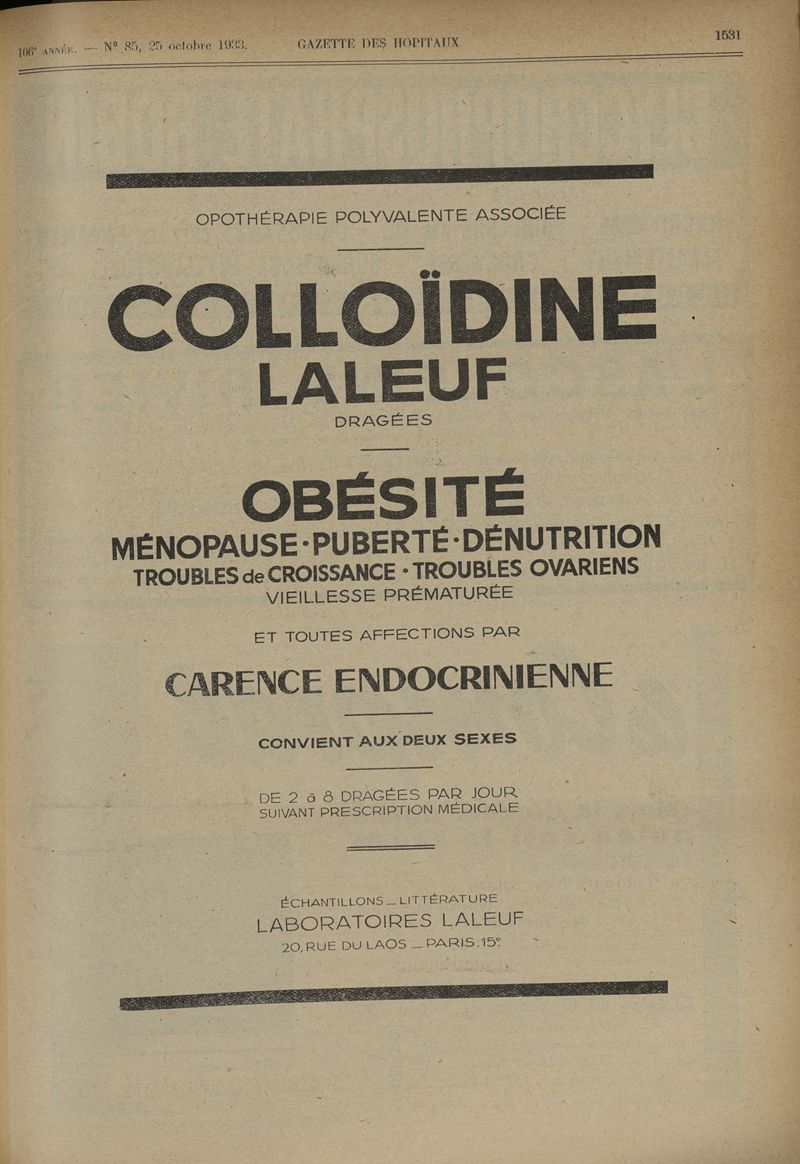 106e ANNÉE. — N° 85, 25 octobre 1933. GAZETTE DES HOPITAUX 1531
OPOTHÉRAPIE POLYVALENTE ASSOCIÉE
COLLOÏDINE
LALEUF
DRAGÉES
OBÉSITÉ
MÉNOPAUSE · PUBERTÉ · DÉNUTRITION
TROUBLES de CROISSANCE · TROUBLES OVARIENS
VIEILLESSE PRÉMATURÉE
ET TOUTES AFFECTIONS PAR
CARENCE ENDOCRINIENNE
CONVIENT AUX DEUX SEXES
DE 2 à 8 DRAGÉES PAR JOUR
SUIVANT PRESCRIPTION MÉDICALE
ÉCHANTILLONS _ LITTÉRATURE
LABORATOIRES LALEUF
20, RUE DU LAOS _ PARIS.15e